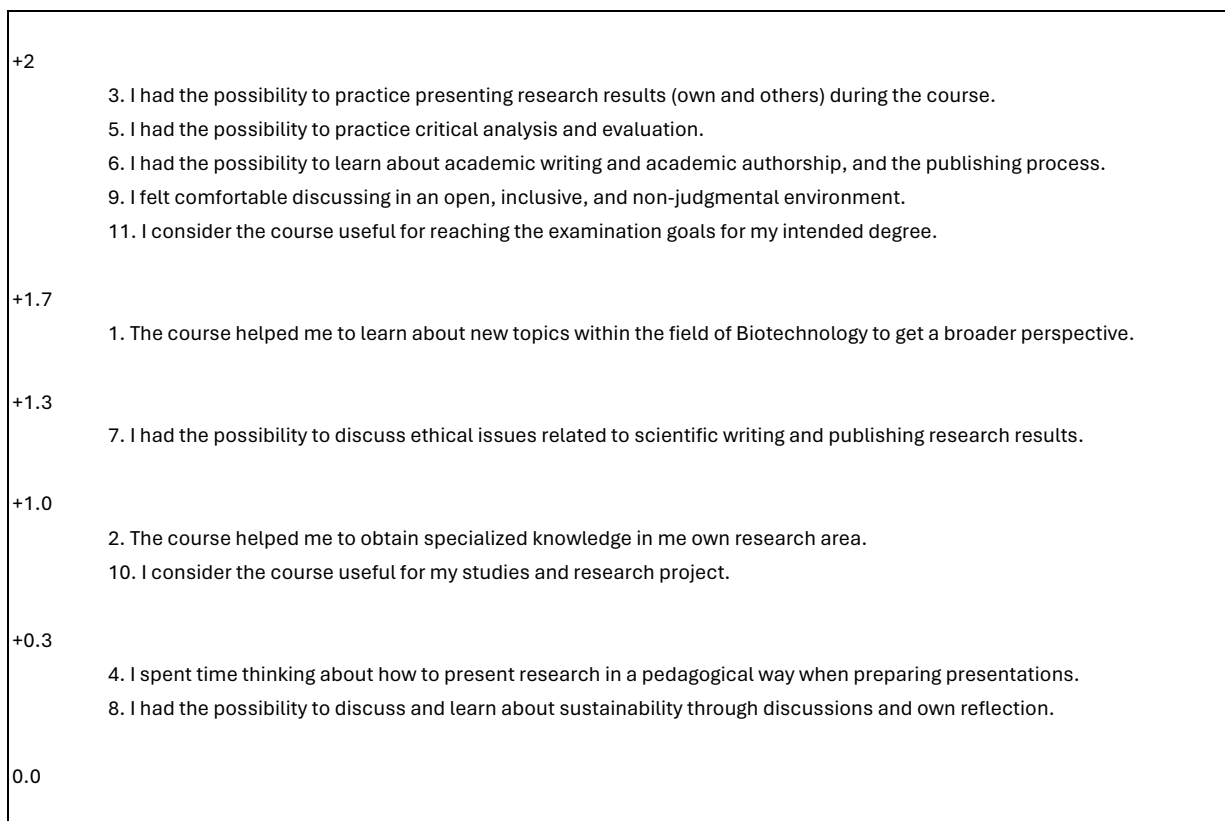 +2
3. I had the possibility to practice presenting research results (own and others) during the course.
5. I had the possibility to practice critical analysis and evaluation.
6. I had the possibility to learn about academic writing and academic authorship, and the publishing process.
9. I felt comfortable discussing in an open, inclusive, and non-judgmental environment.
11. I consider the course useful for reaching the examination goals for my intended degree.
+1.7
1. The course helped me to learn about new topics within the field of Biotechnology to get a broader perspective.
+1.3
7. I had the possibility to discuss ethical issues related to scientific writing and publishing research results.
+1.0
2. The course helped me to obtain specialized knowledge in me own research area.
10. I consider the course useful for my studies and research project.
+0.3
4. I spent time thinking about how to present research in a pedagogical way when preparing presentations.
8. I had the possibility to discuss and learn about sustainability through discussions and own reflection.
0.0